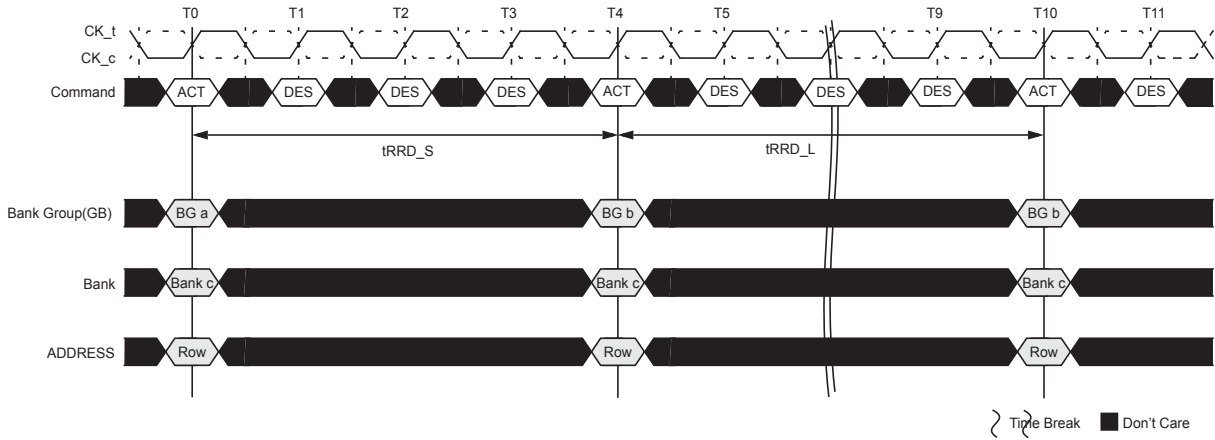 T0 T1 T2 T3 T4 T5 T9 T10 T11
CK_t
CK_c
Command ACT DES DES DES ACT DES DES DES ACT DES
tRRD_S tRRD_L
Bank Group(GB) BG a BG b BG b
Bank Bank c Bank c Bank c
ADDRESS Row Row Row
Time Break Don't Care